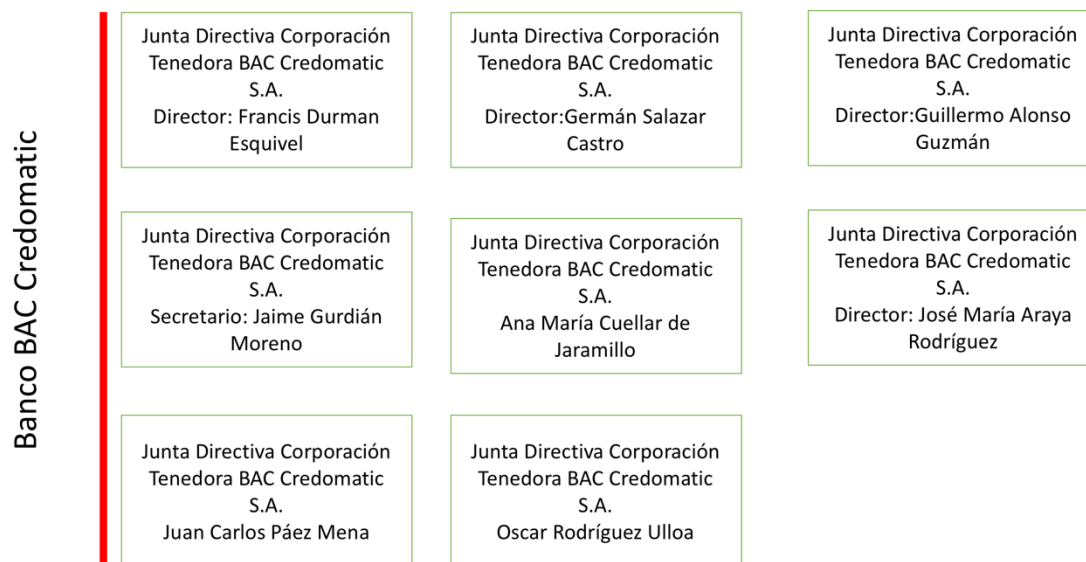 Banco BAC Credomatic
Junta Directiva Corporación
Tenedora BAC Credomatic
S.A.
Director: Francis Durman
Esquivel
Junta Directiva Corporación
Tenedora BAC Credomatic
S.A.
Director:Germán Salazar
Castro
Junta Directiva Corporación
Tenedora BAC Credomatic
S.A.
Director:Guillermo Alonso
Guzmán
Junta Directiva Corporación
Tenedora BAC Credomatic
S.A.
Secretario: Jaime Gurdián
Moreno
Junta Directiva Corporación
Tenedora BAC Credomatic
S.A.
Ana María Cuellar de
Jaramillo
Junta Directiva Corporación
Tenedora BAC Credomatic
S.A.
Director: José María Araya
Rodríguez
Junta Directiva Corporación
Tenedora BAC Credomatic
S.A.
Juan Carlos Páez Mena
Junta Directiva Corporación
Tenedora BAC Credomatic
S.A.
Oscar Rodríguez Ulloa